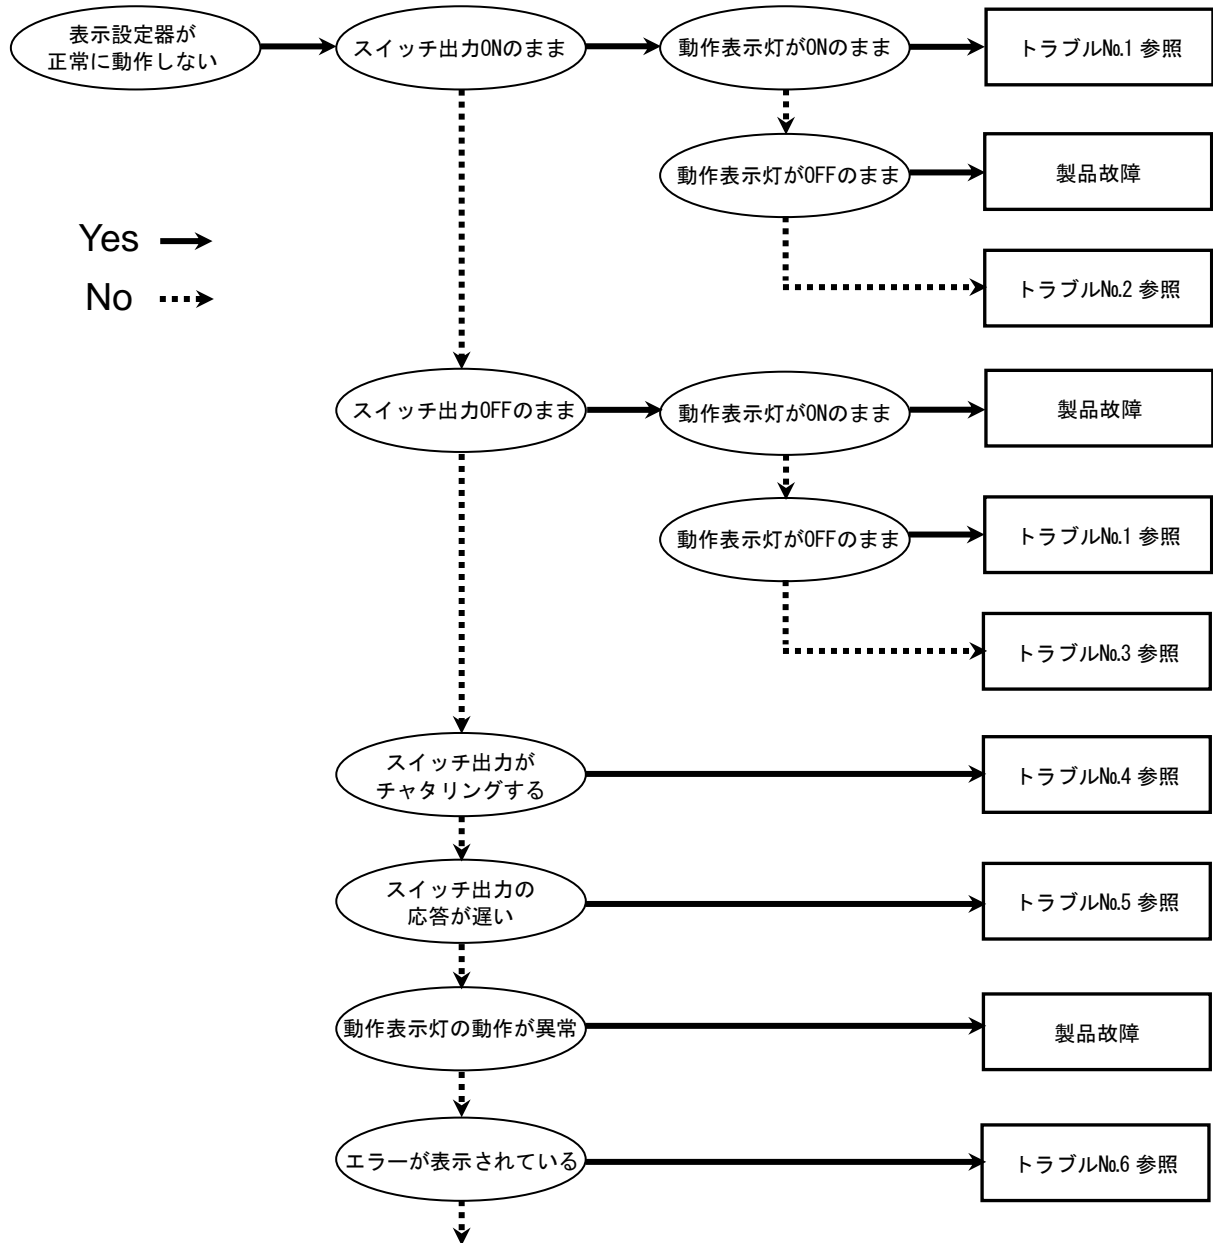 表示設定器が
正常に動作しない
スイッチ出力ONのまま
動作表示灯がONのまま
トラブル№1 参照
動作表示灯がOFFのまま
製品故障
Yes
No
トラブル№2 参照
スイッチ出力OFFのまま
動作表示灯がONのまま
製品故障
動作表示灯がOFFのまま
トラブル№1 参照
トラブル№3 参照
スイッチ出力が
チャタリングする
トラブル№4 参照
スイッチ出力の
応答が遅い
トラブル№5 参照
動作表示灯の動作が異常
製品故障
エラーが表示されている
トラブル№6 参照